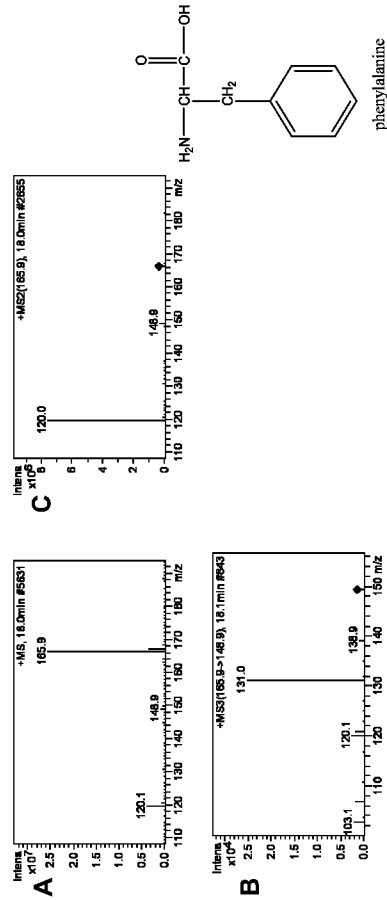 A
Intens
x10⁷
+MS, 18.0min #5631
2.5
2.0
1.5
1.0
0.5
0.0
120.1
148.9
165.9
110 120 130 140 150 160 170 180 m/z
C
Intens
x10⁶
+MS2(165.9), 18.0min #2655
8
6
4
2
0
120.0
148.9
110 120 130 140 150 160 170 180 m/z
B
Intens
x10⁴
+MS3(165.9->148.9), 18.1min #843
2.5
2.0
1.5
1.0
0.5
0.0
103.1
120.1
131.0
138.9
110 120 130 140 150 m/z
O
H₂N—CH—C—OH
CH₂
phenylalanine